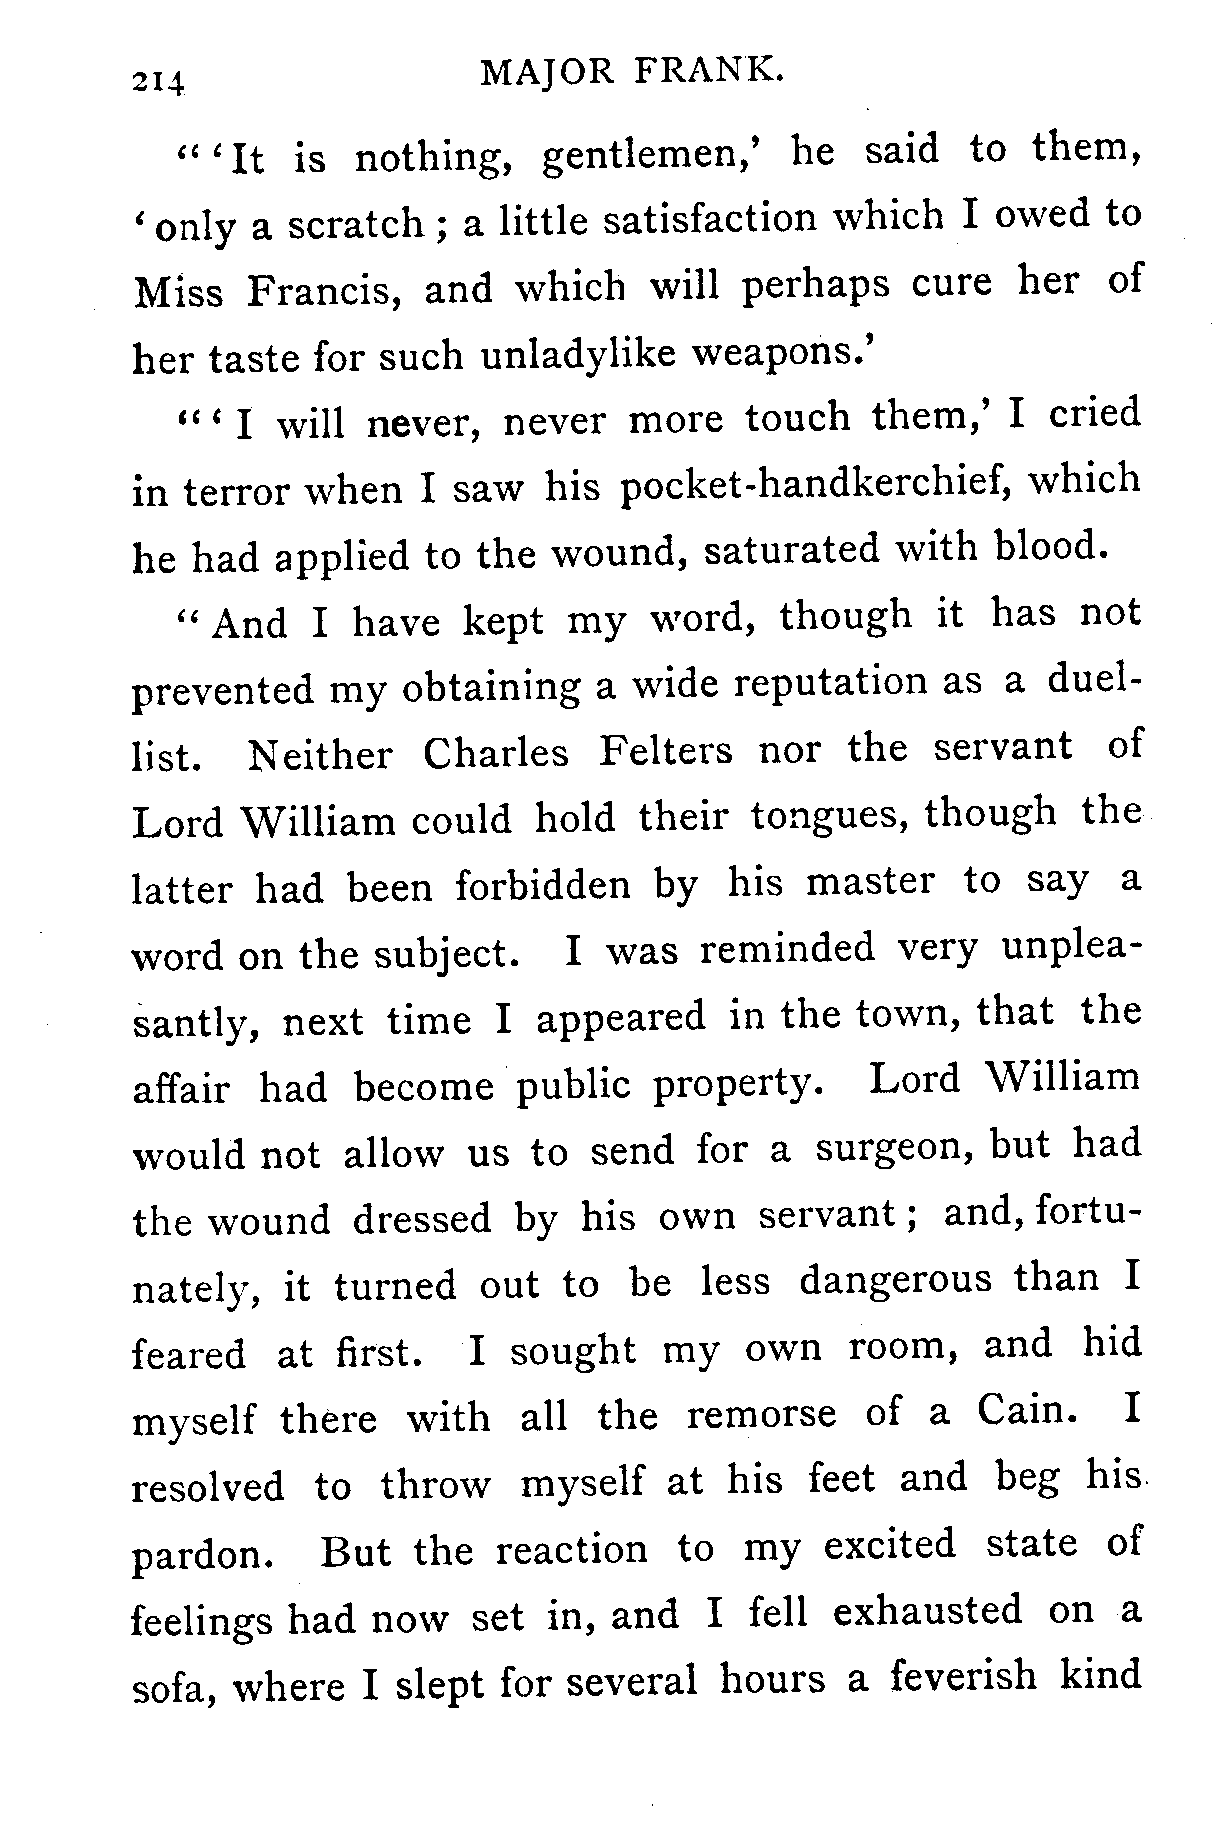 214 MAJOR FRANK.
" ' It is nothing, gentlemen,' he said to them,
' only a scratch ; a little satisfaction which I owed to
Miss Francis, and which will perhaps cure her of
her taste for such unladylike weapons.'
" ' I will never, never more touch them,' I cried
in terror when I saw his pocket-handkerchief, which
he had applied to the wound, saturated with blood.
" And I have kept my word, though it has not
prevented my obtaining a wide reputation as a duel-
list. Neither Charles Felters nor the servant of
Lord William could hold their tongues, though the
latter had been forbidden by his master to say a
word on the subject. I was reminded very unplea-
santly, next time I appeared in the town, that the
affair had become public property. Lord William
would not allow us to send for a surgeon, but had
the wound dressed by his own servant ; and, fortu-
nately, it turned out to be less dangerous than I
feared at first. I sought my own room, and hid
myself there with all the remorse of a Cain. I
resolved to throw myself at his feet and beg his
pardon. But the reaction to my excited state of
feelings had now set in, and I fell exhausted on a
sofa, where I slept for several hours a feverish kind